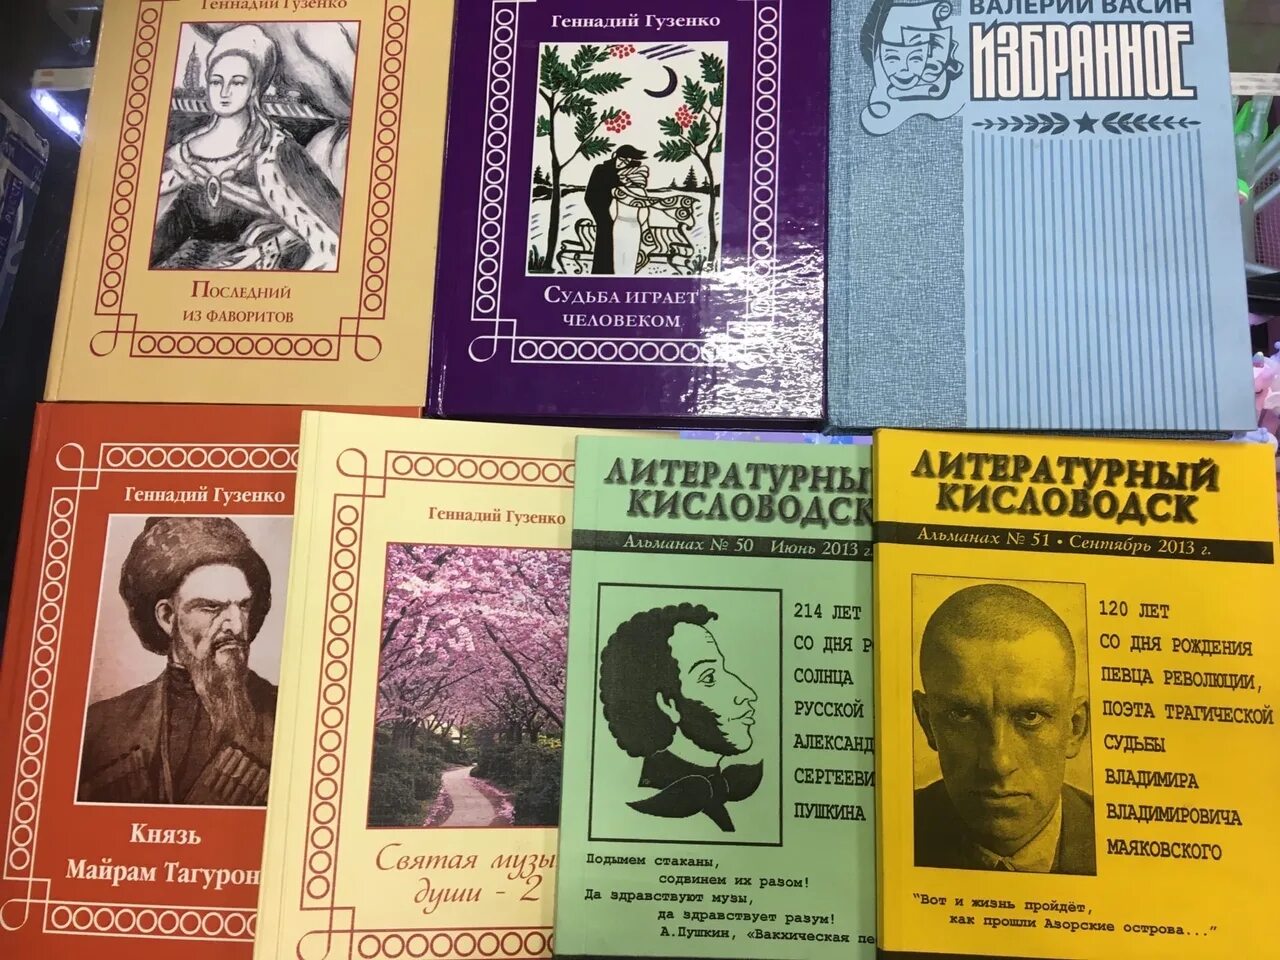 Геннадий Гузенко
Последний
из фаворитов
Геннадий Гузенко
Судьба играет
человеком
ВАЛЕРИЙ ВАСИН
ИЗБРАННОЕ
Геннадий Гузенко
Князь
Майрам
Геннадий Гузенко
Святая
души - 2
ЛИТЕРАТУРНЫ
КИСЛОВОДСК
Альманах № 50 Июнь 2013 г.
214 ЛЕТ
СО ДНЯ
СОЛНЦА
РУССКОЙ
АЛЕКСАНД
СЕРГЕЕВИ
ПУШКИНА
Подымем стаканы,
содвинем их разом!
Да здравствуют музы,
да здравствует разум!
А.Пушкин, «Вакхическая пе
ЛИТЕРАТУРНЫЙ
КИСЛОВОДСК
Альманах № 51 • Сентябрь 2013 г.
120 ЛЕТ
СО ДНЯ РОЖДЕНИЯ
ПЕВЦА РЕВОЛЮЦИИ,
ПОЭТА ТРАГИЧЕСКОЙ
СУДЬБЫ
ВЛАДИМИРА
ВЛАДИМИРОВИЧА
МАЯКОВСКОГО
"Вот и жизнь пройдёт,
как прошли Азорские острова..."